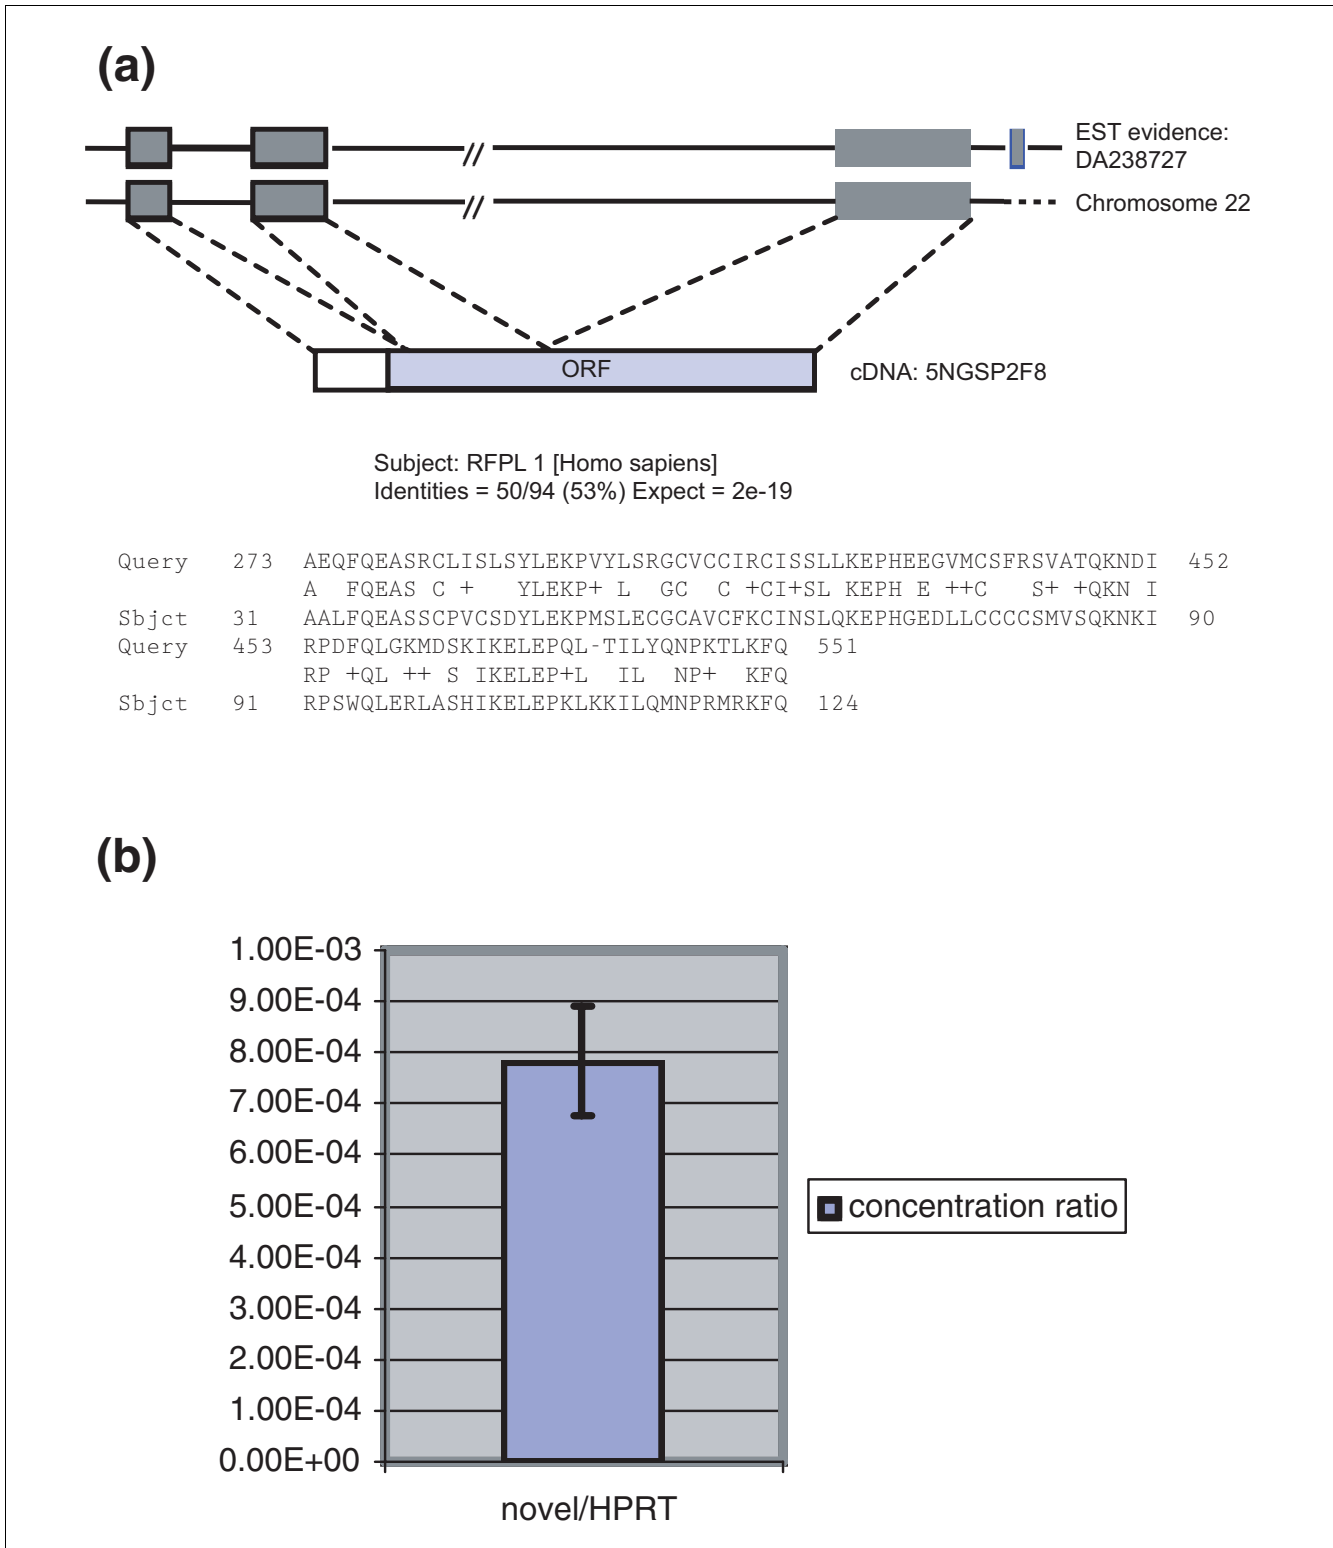 (a)
EST evidence:
DA238727
Chromosome 22
ORF
cDNA: 5NGSP2F8
Subject: RFPL 1 [Homo sapiens]
Identities = 50/94 (53%) Expect = 2e-19
Query 273 AEQFQEASRCLISLSYLEKPVYLSRGCVCCIRCISSLLKEPHEEGVMCSFRSVATQKNDI 452
A  FQEAS C +   YLEKP+ L  GC  C +CI+SL KEPH E ++C   S+ +QKN I
Sbjct 31 AALFQEASSCPVCSDYLEKPMSLECGCAVCFKCINSLQKEPHGEDLLCCCCSMVSQKNKI 90
Query 453 RPDFQLGKMDSKIKELEPQL-TILYQNPKTLKFQ 551
RP +QL ++ S IKELEP+L  IL  NP+  KFQ
Sbjct 91 RPSWQLERLASHIKELEPKLKKILQMNPRMRKFQ 124
(b)
1.00E-03
9.00E-04
8.00E-04
7.00E-04
6.00E-04
5.00E-04
4.00E-04
3.00E-04
2.00E-04
1.00E-04
0.00E+00
concentration ratio
novel/HPRT